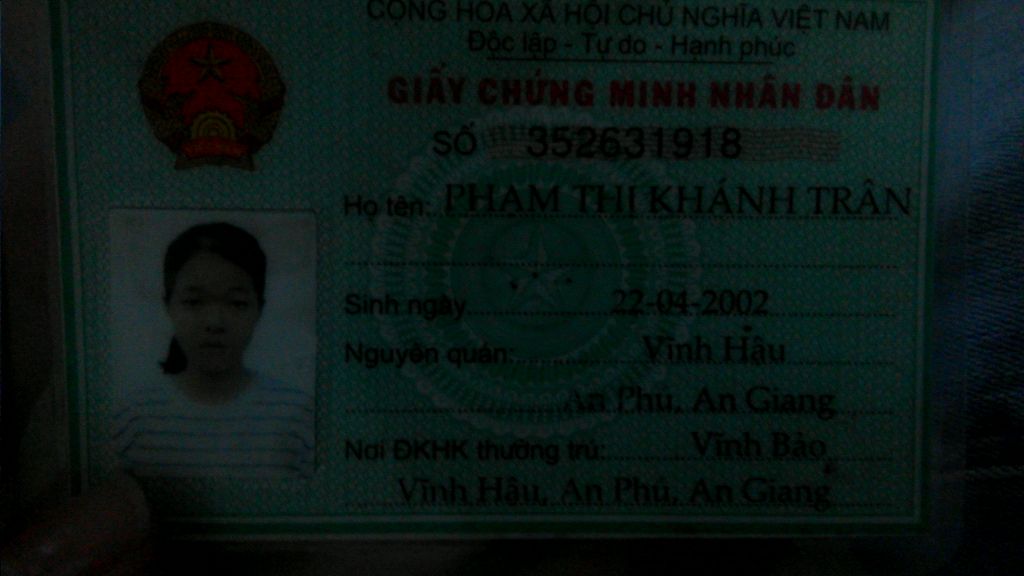 CỘNG HÒA XÃ HỘI CHỦ NGHĨA VIỆT NAM
Độc lập - Tự do - Hạnh phúc
GIẤY CHỨNG MINH NHÂN DÂN
SỐ 352631918
Họ tên: PHẠM THỊ KHÁNH TRÂN
Sinh ngày 22-04-2002
Nguyên quán: Vĩnh Hậu
An Phú, An Giang
Nơi ĐKHK thường trú: Vĩnh Bảo
Vĩnh Hậu, An Phú, An Giang